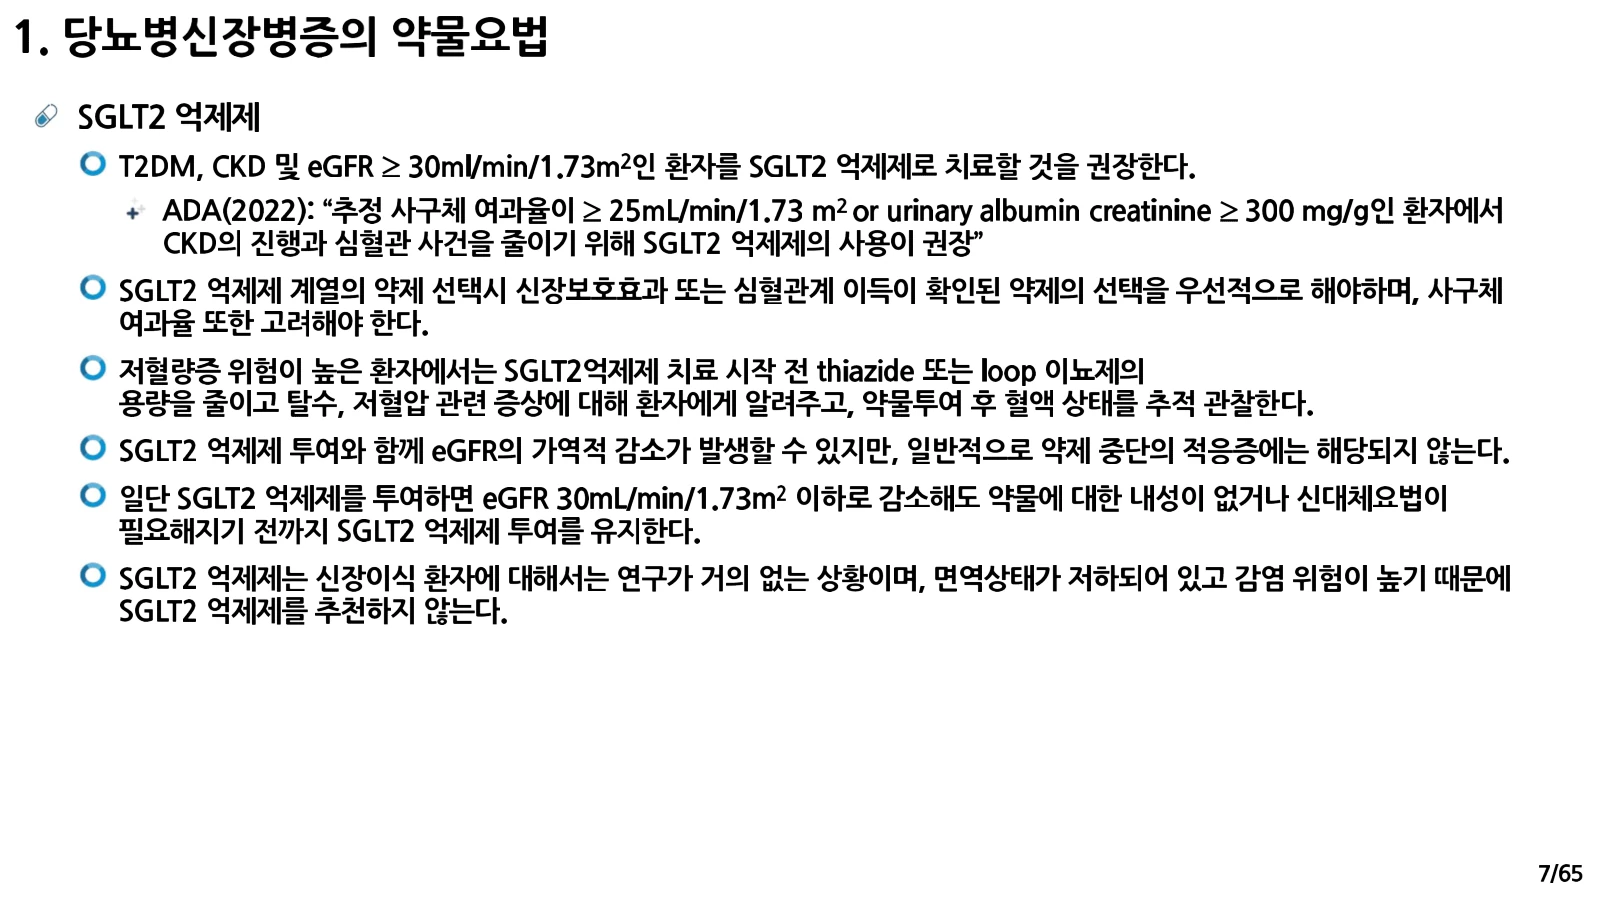 1. 당뇨병신장병증의 약물요법
SGLT2 억제제
T2DM, CKD 및 eGFR ≥ 30ml/min/1.73m²인 환자를 SGLT2 억제제로 치료할 것을 권장한다.
ADA(2022): “추정 사구체 여과율이 ≥ 25mL/min/1.73 m² or urinary albumin creatinine ≥ 300 mg/g인 환자에서
CKD의 진행과 심혈관 사건을 줄이기 위해 SGLT2 억제제의 사용이 권장”
SGLT2 억제제 계열의 약제 선택시 신장보호효과 또는 심혈관계 이득이 확인된 약제의 선택을 우선적으로 해야하며, 사구체
여과율 또한 고려해야 한다.
저혈량증 위험이 높은 환자에서는 SGLT2억제제 치료 시작 전 thiazide 또는 loop 이뇨제의
용량을 줄이고 탈수, 저혈압 관련 증상에 대해 환자에게 알려주고, 약물투여 후 혈액 상태를 추적 관찰한다.
SGLT2 억제제 투여와 함께 eGFR의 가역적 감소가 발생할 수 있지만, 일반적으로 약제 중단의 적응증에는 해당되지 않는다.
일단 SGLT2 억제제를 투여하면 eGFR 30mL/min/1.73m² 이하로 감소해도 약물에 대한 내성이 없거나 신대체요법이
필요해지기 전까지 SGLT2 억제제 투여를 유지한다.
SGLT2 억제제는 신장이식 환자에 대해서는 연구가 거의 없는 상황이며, 면역상태가 저하되어 있고 감염 위험이 높기 때문에
SGLT2 억제제를 추천하지 않는다.
7/65